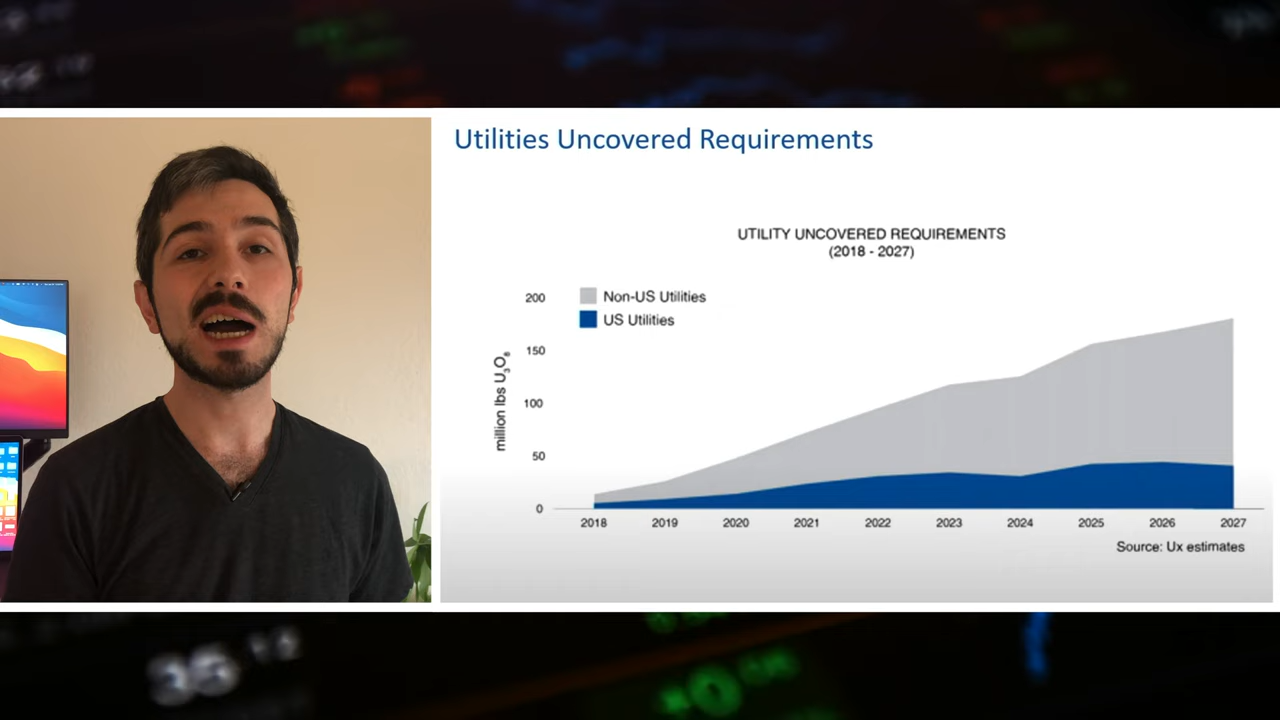 Utilities Uncovered Requirements
UTILITY UNCOVERED REQUIREMENTS
(2018 - 2027)
Non-US Utilities
US Utilities
million lbs U₃O₈
200
150
100
50
0
2018 2019 2020 2021 2022 2023 2024 2025 2026 2027
Source: Ux estimates